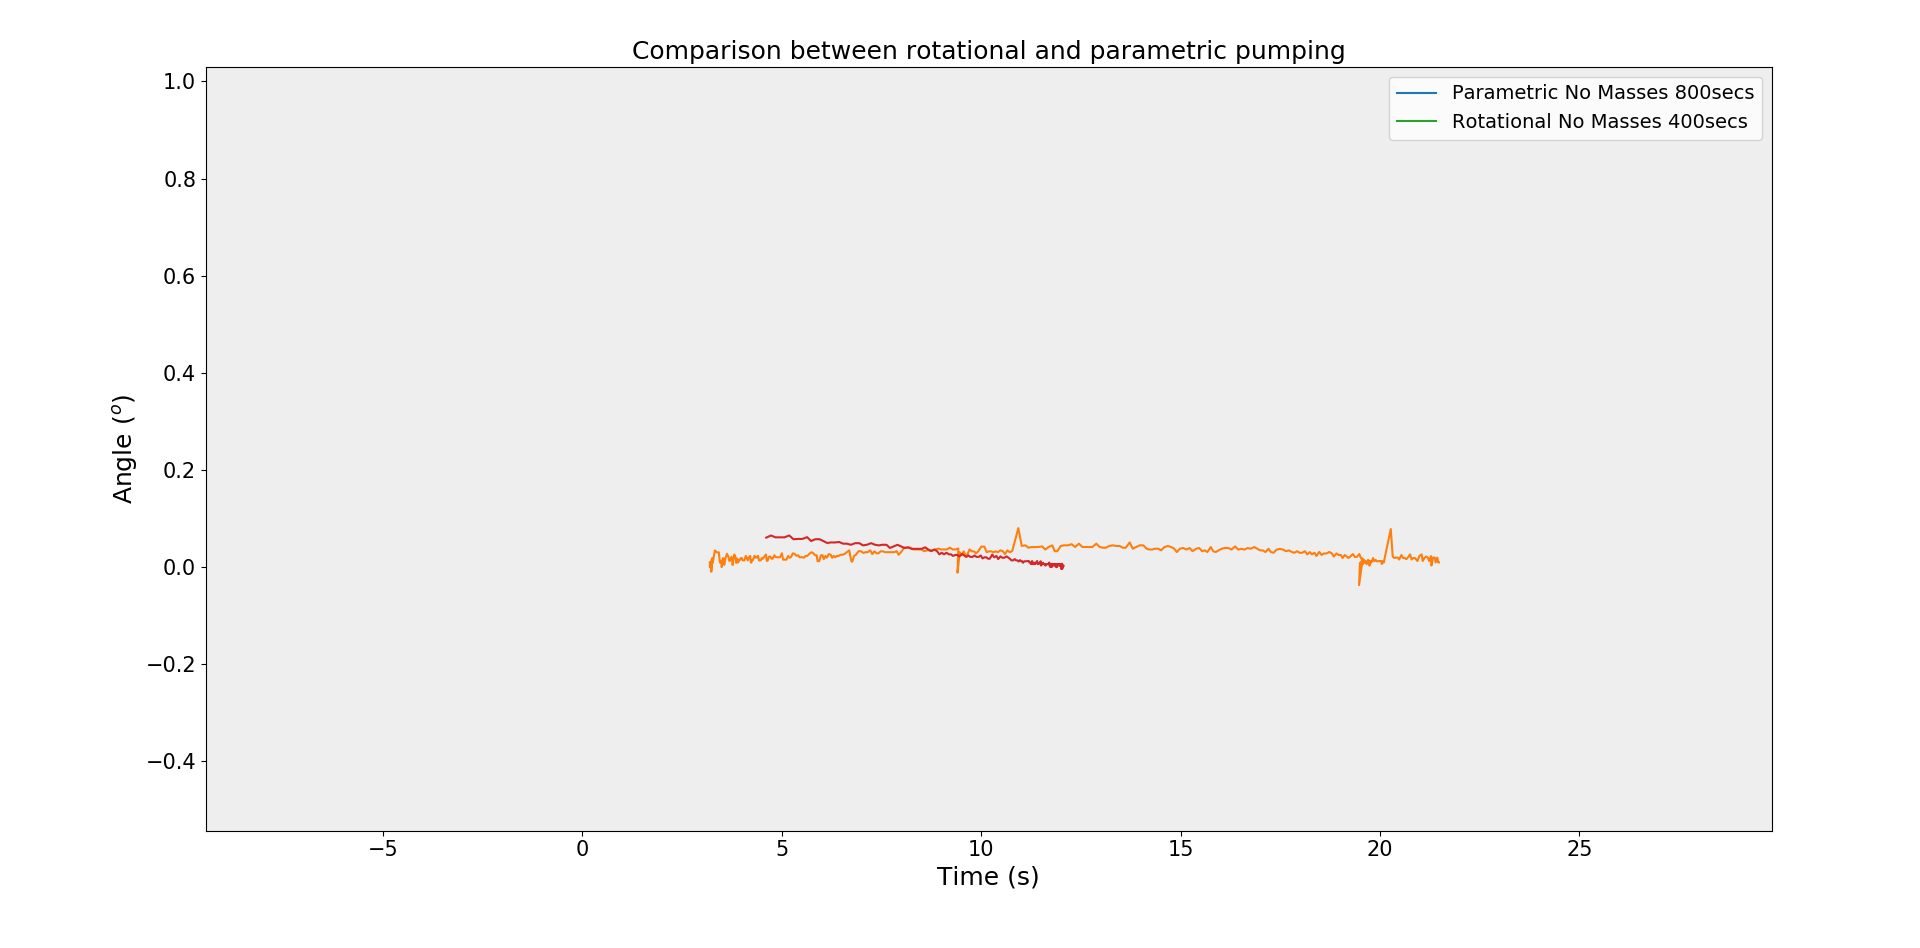 Comparison between rotational and parametric pumping
Parametric No Masses 800secs
Rotational No Masses 400secs
1.0
0.8
0.6
0.4
0.2
0.0
−0.2
−0.4
Angle (°)
−5 0 5 10 15 20 25
Time (s)